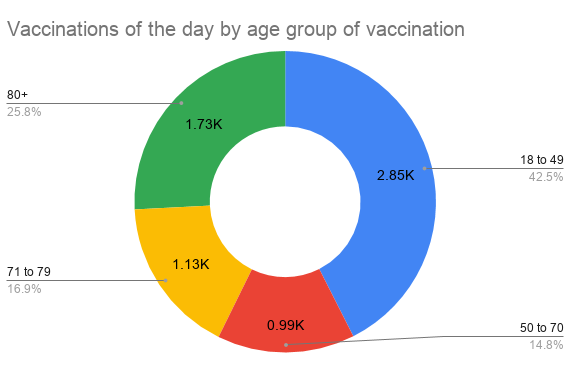 Vaccinations of the day by age group of vaccination
80+
25.8%
1.73K
18 to 49
42.5%
2.85K
71 to 79
16.9%
1.13K
50 to 70
14.8%
0.99K